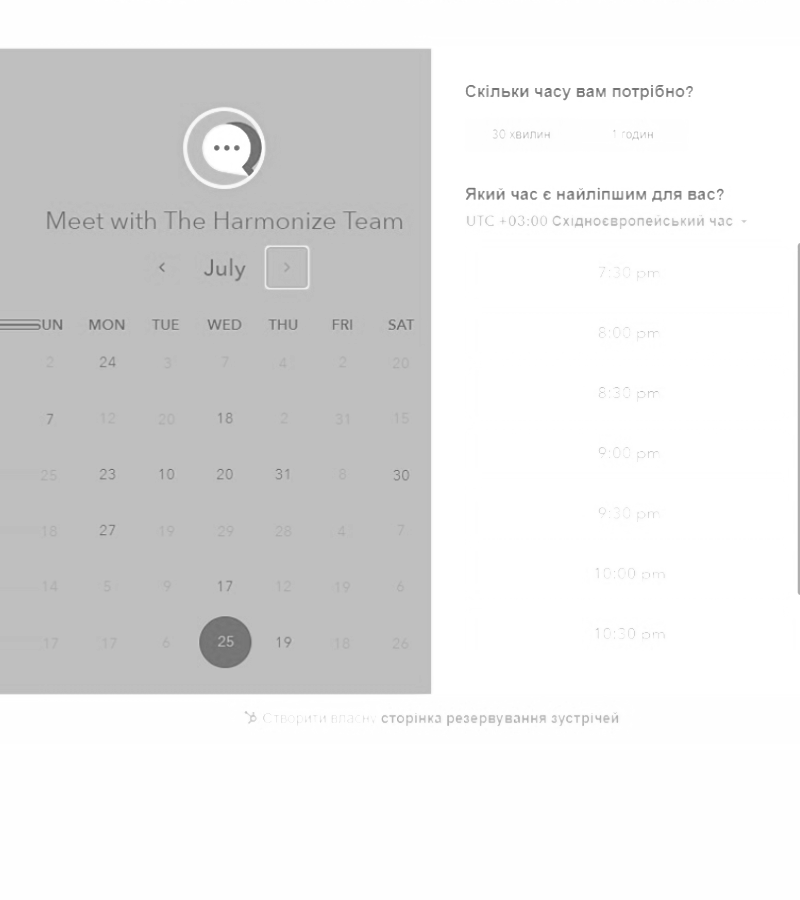 Meet with The Harmonize Team
July
SUN MON TUE WED THU FRI SAT
2 24 3 7 4 2 20
7 12 20 18 2 31 15
25 23 10 20 31 8 30
18 27 19 29 28 4 7
14 5 9 17 12 19 6
17 17 6 25 19 18 26
Скільки часу вам потрібно?
30 хвилин 1 годин
Який час є найліпшим для вас?
UTC +03:00 Східноєвропейський час
7:30 pm
8:00 pm
8:30 pm
9:00 pm
9:30 pm
10:00 pm
10:30 pm
Створити власну сторінка резервування зустрічей